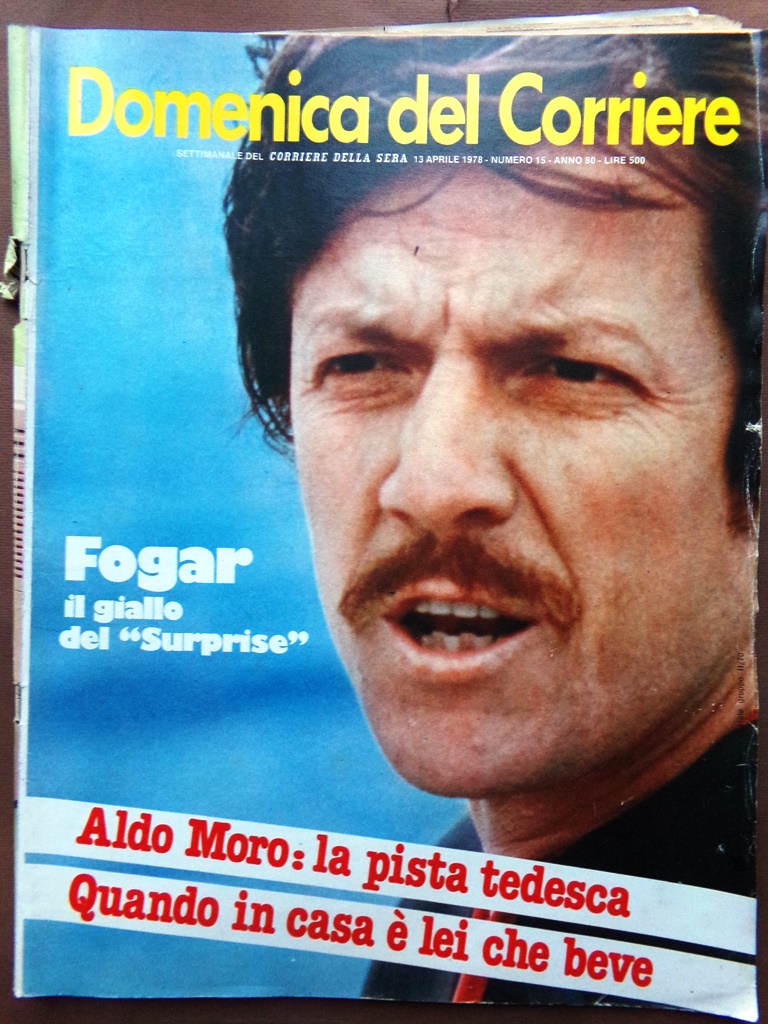 Domenica del Corriere
SETTIMANALE DEL CORRIERE DELLA SERA 13 APRILE 1978 - NUMERO 15 - ANNO 80 - LIRE 500
Fogar
il giallo
del "Surprise"
Aldo Moro: la pista tedesca
Quando in casa è lei che beve